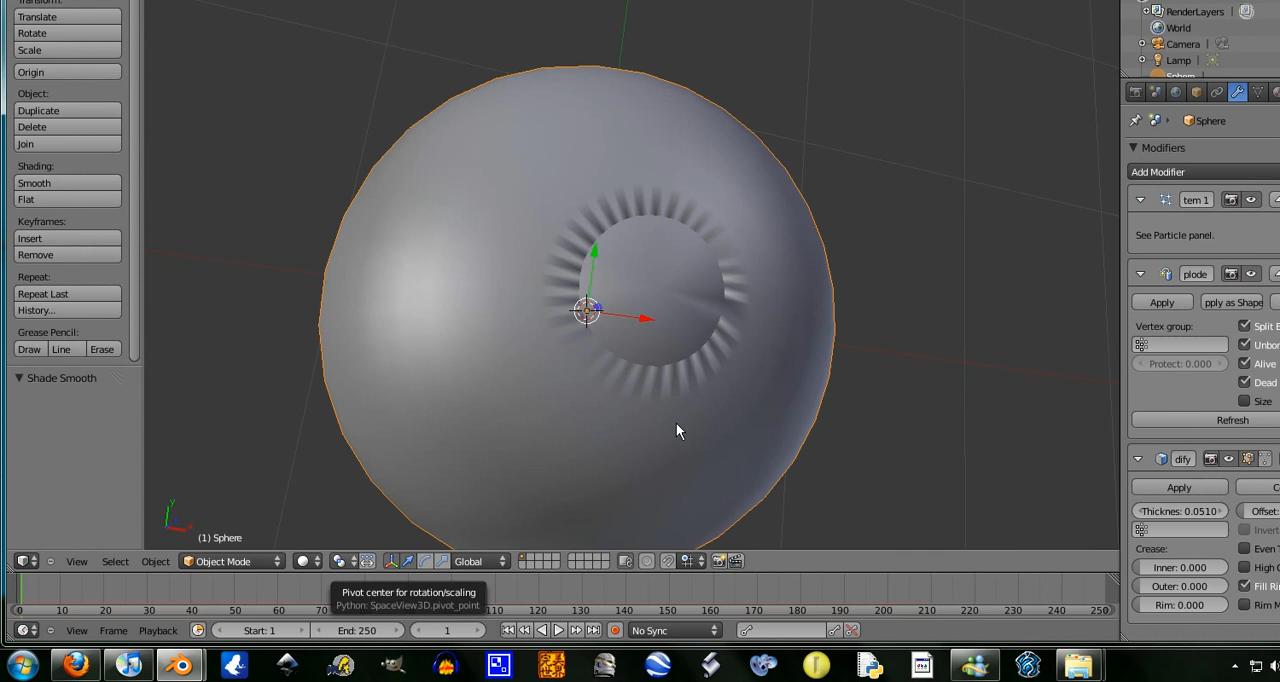 Transform:
Translate
Rotate
Scale
Origin
Object:
Duplicate
Delete
Join
Shading:
Smooth
Flat
Keyframes:
Insert
Remove
Repeat:
Repeat Last
History...
Grease Pencil:
Draw Line Erase
Shade Smooth
y
x
(1) Sphere
View Select Object Object Mode Global
Pivot center for rotation/scaling
Python: SpaceView3D.pivot_point
0 10 20 30 40 50 60 70 110 120 130 140 150 160 170 180 190 200 210 220 230 240 250
View Frame Playback Start: 1 End: 250 1 No Sync
RenderLayers
World
Camera
Lamp
Sphere
Sphere
Modifiers
Add Modifier
tem 1
See Particle panel.
plode
Apply pply as Shape
Vertex group: Split E
Unbor
Protect: 0.000 Alive
Dead
Size
Refresh
dify
Apply C
Thicknes: 0.0510 Offset:
Invert
Crease: Even T
Inner: 0.000 High Q
Outer: 0.000 Fill Ri
Rim: 0.000 Rim M